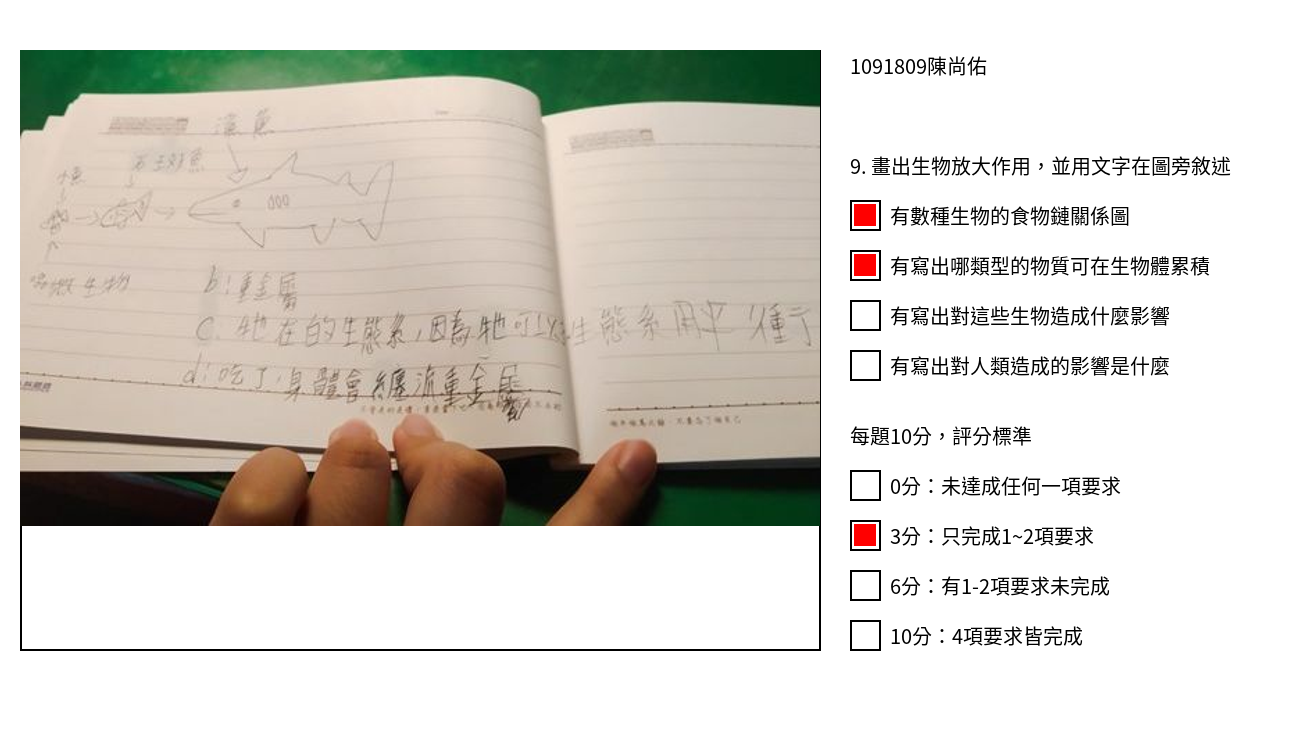 鯊魚
小魚
b:重金屬
C. 牠在的生態系,因為牠可以
生態系用平衡
d:吃了,身體會
流重金屬
1091809陳尚佑
9. 畫出生物放大作用，並用文字在圖旁敘述
有數種生物的食物鏈關係圖
有寫出哪類型的物質可在生物體累積
有寫出對這些生物造成什麼影響
有寫出對人類造成的影響是什麼
每題10分，評分標準
0分：未達成任何一項要求
3分：只完成1~2項要求
6分：有1-2項要求未完成
10分：4項要求皆完成